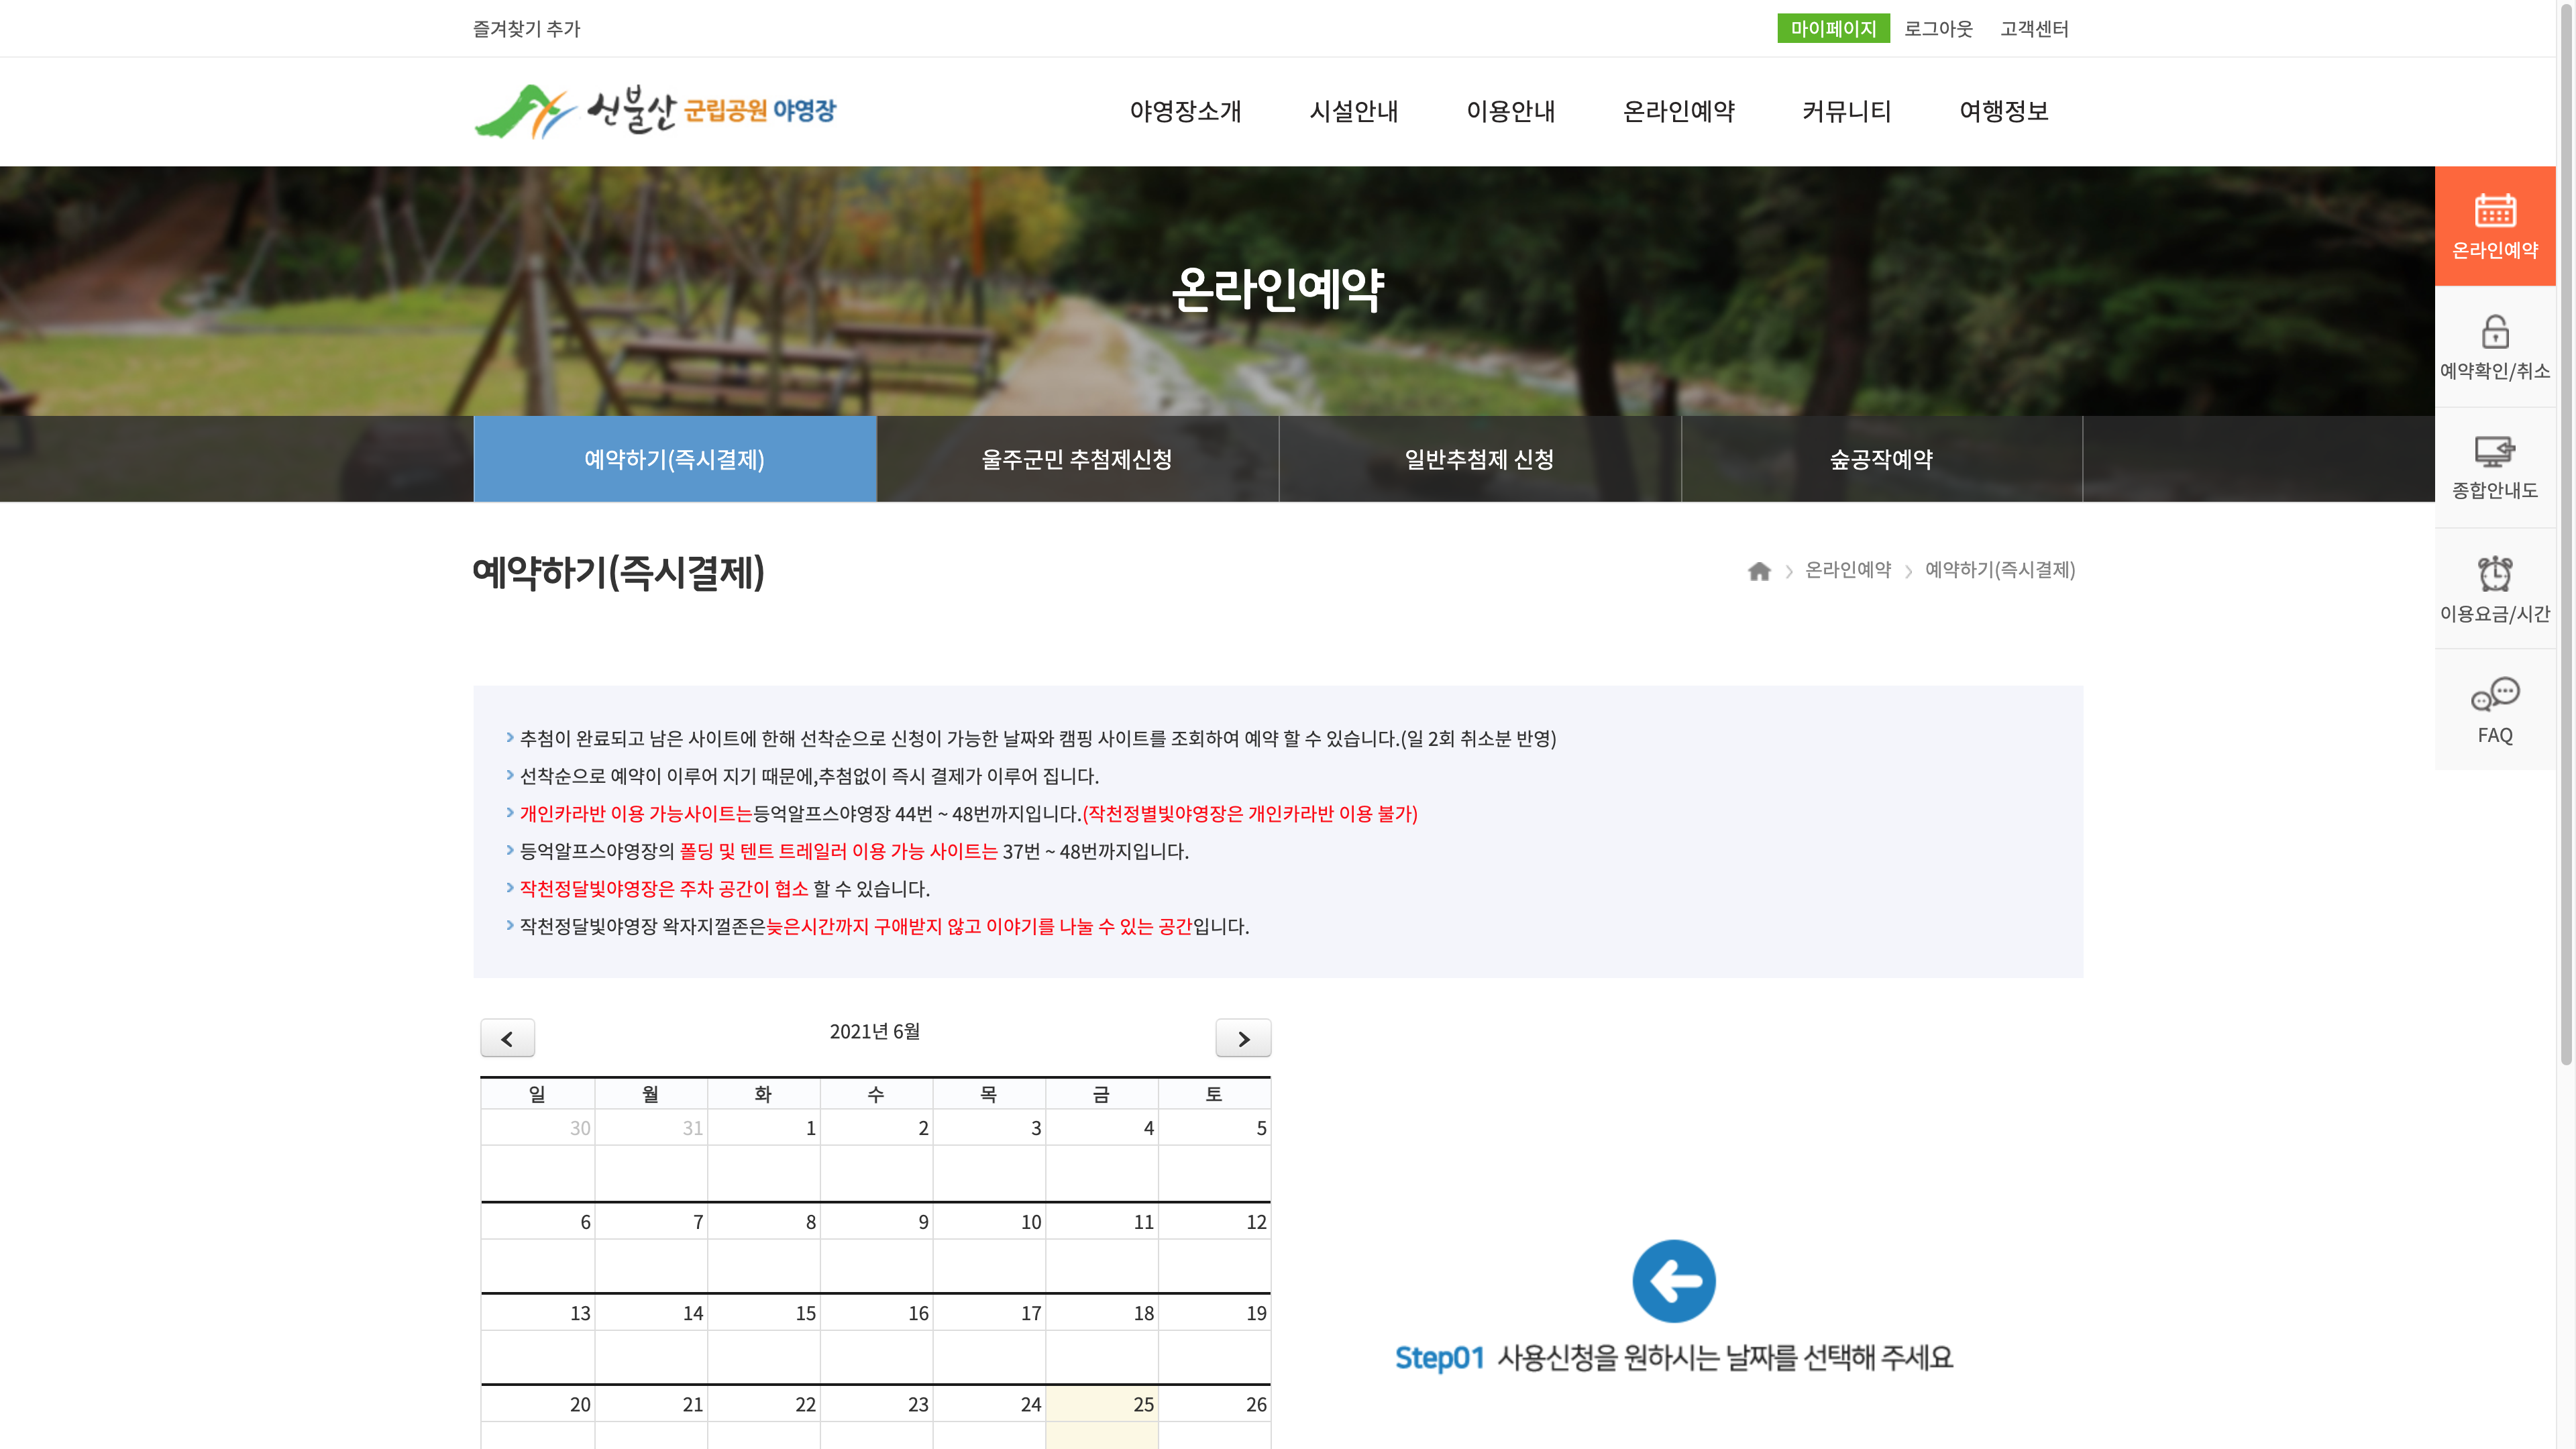 즐겨찾기 추가
마이페이지 로그아웃 고객센터
신불산 군립공원 야영장
야영장소개 시설안내 이용안내 온라인예약 커뮤니티 여행정보
온라인예약
온라인예약
예약확인/취소
종합안내도
이용요금/시간
FAQ
예약하기(즉시결제) 울주군민 추첨제신청 일반추첨제 신청 숲공작예약
예약하기(즉시결제)
온라인예약 예약하기(즉시결제)
추첨이 완료되고 남은 사이트에 한해 선착순으로 신청이 가능한 날짜와 캠핑 사이트를 조회하여 예약 할 수 있습니다.(일 2회 취소분 반영)
선착순으로 예약이 이루어 지기 때문에,추첨없이 즉시 결제가 이루어 집니다.
개인카라반 이용 가능사이트는등억알프스야영장 44번 ~ 48번까지입니다.(작천정별빛야영장은 개인카라반 이용 불가)
등억알프스야영장의 폴딩 및 텐트 트레일러 이용 가능 사이트는 37번 ~ 48번까지입니다.
작천정달빛야영장은 주차 공간이 협소 할 수 있습니다.
작천정달빛야영장 왁자지껄존은늦은시간까지 구애받지 않고 이야기를 나눌 수 있는 공간입니다.
2021년 6월
일 월 화 수 목 금 토
30 31 1 2 3 4 5
6 7 8 9 10 11 12
13 14 15 16 17 18 19
20 21 22 23 24 25 26
Step01 사용신청을 원하시는 날짜를 선택해 주세요